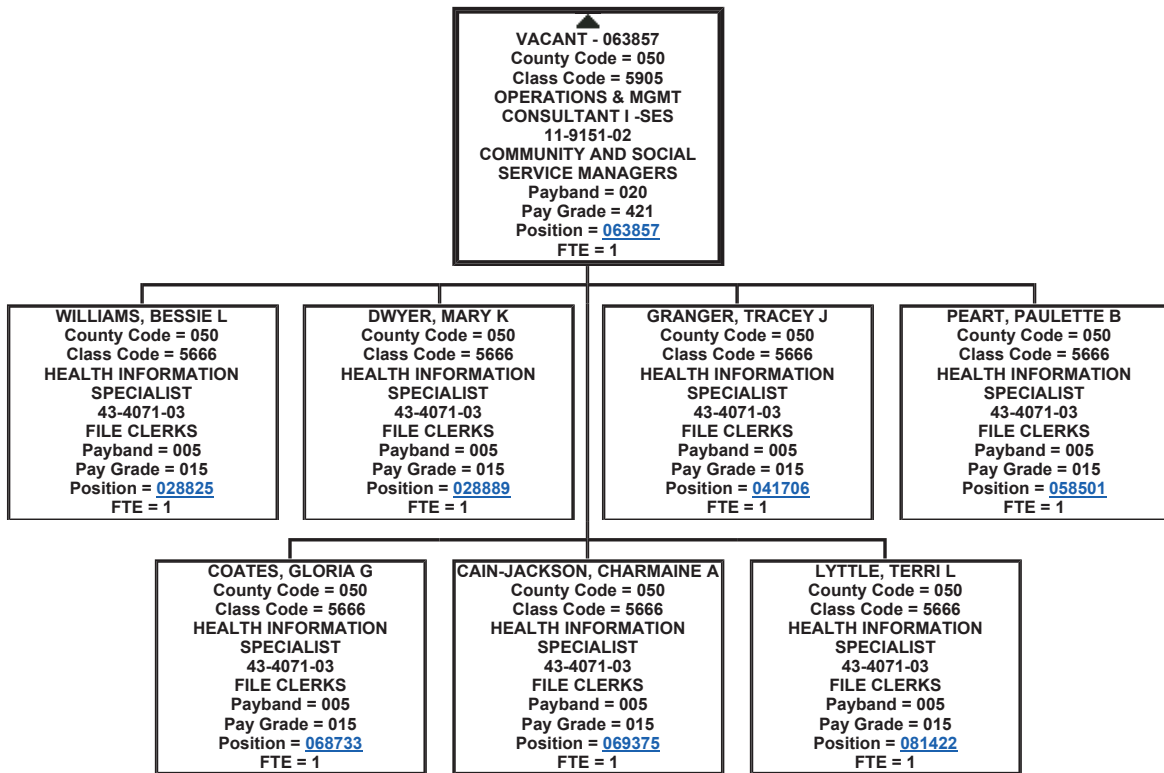 VACANT - 063857
County Code = 050
Class Code = 5905
OPERATIONS & MGMT
CONSULTANT I -SES
11-9151-02
COMMUNITY AND SOCIAL
SERVICE MANAGERS
Payband = 020
Pay Grade = 421
Position = 063857
FTE = 1
WILLIAMS, BESSIE L
County Code = 050
Class Code = 5666
HEALTH INFORMATION
SPECIALIST
43-4071-03
FILE CLERKS
Payband = 005
Pay Grade = 015
Position = 028825
FTE = 1
DWYER, MARY K
County Code = 050
Class Code = 5666
HEALTH INFORMATION
SPECIALIST
43-4071-03
FILE CLERKS
Payband = 005
Pay Grade = 015
Position = 028889
FTE = 1
GRANGER, TRACEY J
County Code = 050
Class Code = 5666
HEALTH INFORMATION
SPECIALIST
43-4071-03
FILE CLERKS
Payband = 005
Pay Grade = 015
Position = 041706
FTE = 1
PEART, PAULETTE B
County Code = 050
Class Code = 5666
HEALTH INFORMATION
SPECIALIST
43-4071-03
FILE CLERKS
Payband = 005
Pay Grade = 015
Position = 058501
FTE = 1
COATES, GLORIA G
County Code = 050
Class Code = 5666
HEALTH INFORMATION
SPECIALIST
43-4071-03
FILE CLERKS
Payband = 005
Pay Grade = 015
Position = 068733
FTE = 1
CAIN-JACKSON, CHARMAINE A
County Code = 050
Class Code = 5666
HEALTH INFORMATION
SPECIALIST
43-4071-03
FILE CLERKS
Payband = 005
Pay Grade = 015
Position = 069375
FTE = 1
LYTTLE, TERRI L
County Code = 050
Class Code = 5666
HEALTH INFORMATION
SPECIALIST
43-4071-03
FILE CLERKS
Payband = 005
Pay Grade = 015
Position = 081422
FTE = 1